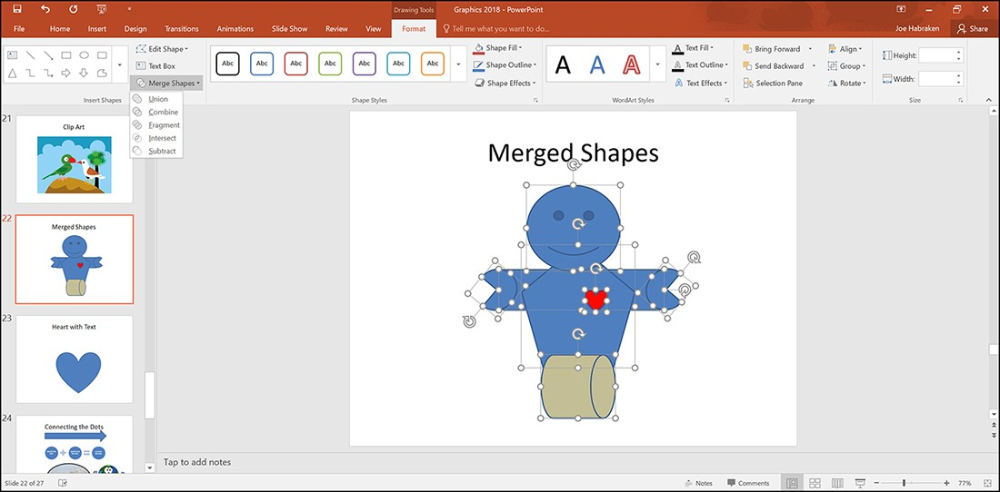 Drawing Tools
Graphics 2018 - PowerPoint
File Home Insert Design Transitions Animations Slide Show Review View Format Tell me what you want to do... Joe Habraken Share
Edit Shape
Text Box
Merge Shapes
Insert Shapes
Union
Combine
Fragment
Intersect
Subtract
Abc Abc Abc Abc Abc Abc Abc
Shape Fill
Shape Outline
Shape Effects
Shape Styles
A A A
Text Fill
Text Outline
Text Effects
WordArt Styles
Bring Forward
Send Backward
Selection Pane
Align
Group
Rotate
Arrange
Height:
Width:
Size
21
Clip Art
22
Merged Shapes
23
Heart with Text
24
Connecting the Dots
Merged Shapes
Tap to add notes
Slide 22 of 27
Notes Comments 77%